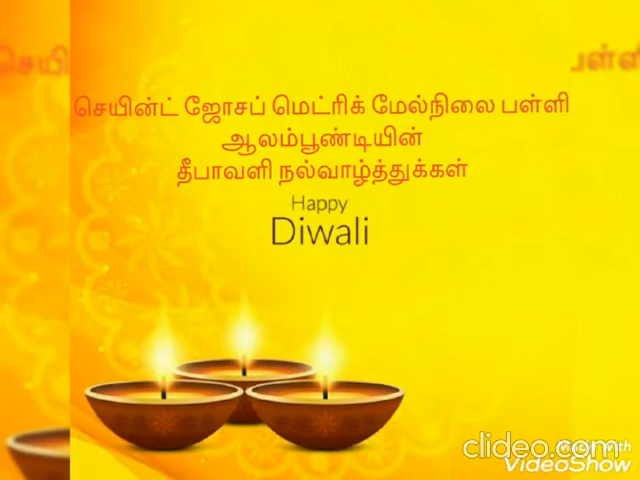 செயின்ட் ஜோசப் மெட்ரிக் மேல்நிலை பள்ளி
ஆலம்பூண்டியின்
தீபாவளி நல்வாழ்த்துக்கள்
Happy
Diwali
clideo.com
VideoShow